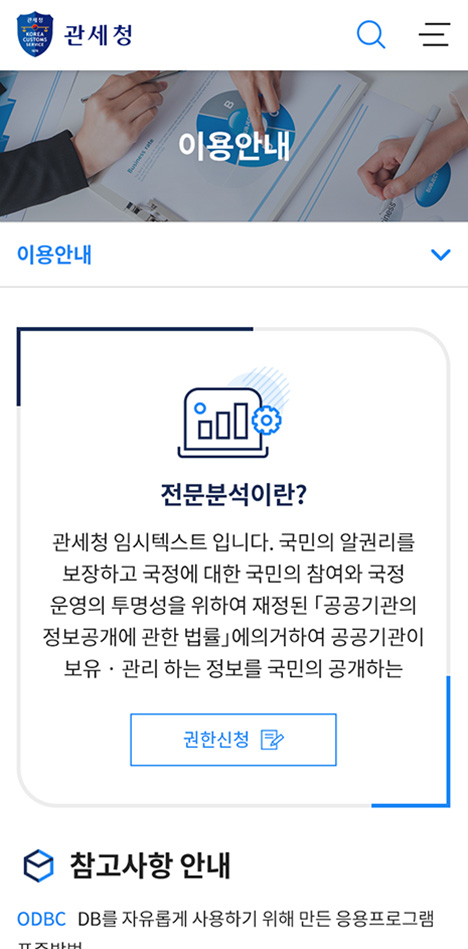 관세청
KOREA
CUSTOMS
SERVICE
관세청
Business rate
B
이용안내
이용안내
전문분석이란?
관세청 임시텍스트 입니다. 국민의 알권리를
보장하고 국정에 대한 국민의 참여와 국정
운영의 투명성을 위하여 재정된 「공공기관의
정보공개에 관한 법률」에의거하여 공공기관이
보유 · 관리 하는 정보를 국민의 공개하는
권한신청
참고사항 안내
ODBC DB를 자유롭게 사용하기 위해 만든 응용프로그램